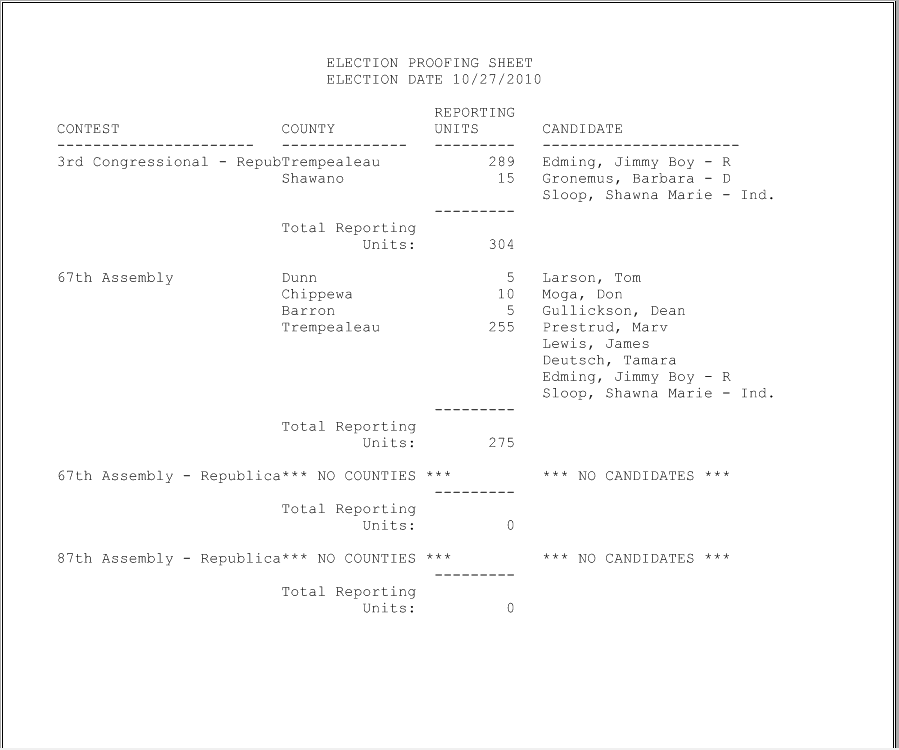 ELECTION PROOFING SHEET
ELECTION DATE 10/27/2010
REPORTING
CONTEST COUNTY UNITS CANDIDATE
------------------------- -------------- --------- ----------------------
3rd Congressional - RepubTrempealeau 289 Edming, Jimmy Boy - R
Shawano 15 Gronemus, Barbara - D
Sloop, Shawna Marie - Ind.
---------
Total Reporting
Units: 304
67th Assembly Dunn 5 Larson, Tom
Chippewa 10 Moga, Don
Barron 5 Gullickson, Dean
Trempealeau 255 Prestrud, Marv
Lewis, James
Deutsch, Tamara
Edming, Jimmy Boy - R
Sloop, Shawna Marie - Ind.
---------
Total Reporting
Units: 275
67th Assembly - Republica*** NO COUNTIES *** *** NO CANDIDATES ***
---------
Total Reporting
Units: 0
87th Assembly - Republica*** NO COUNTIES *** *** NO CANDIDATES ***
---------
Total Reporting
Units: 0